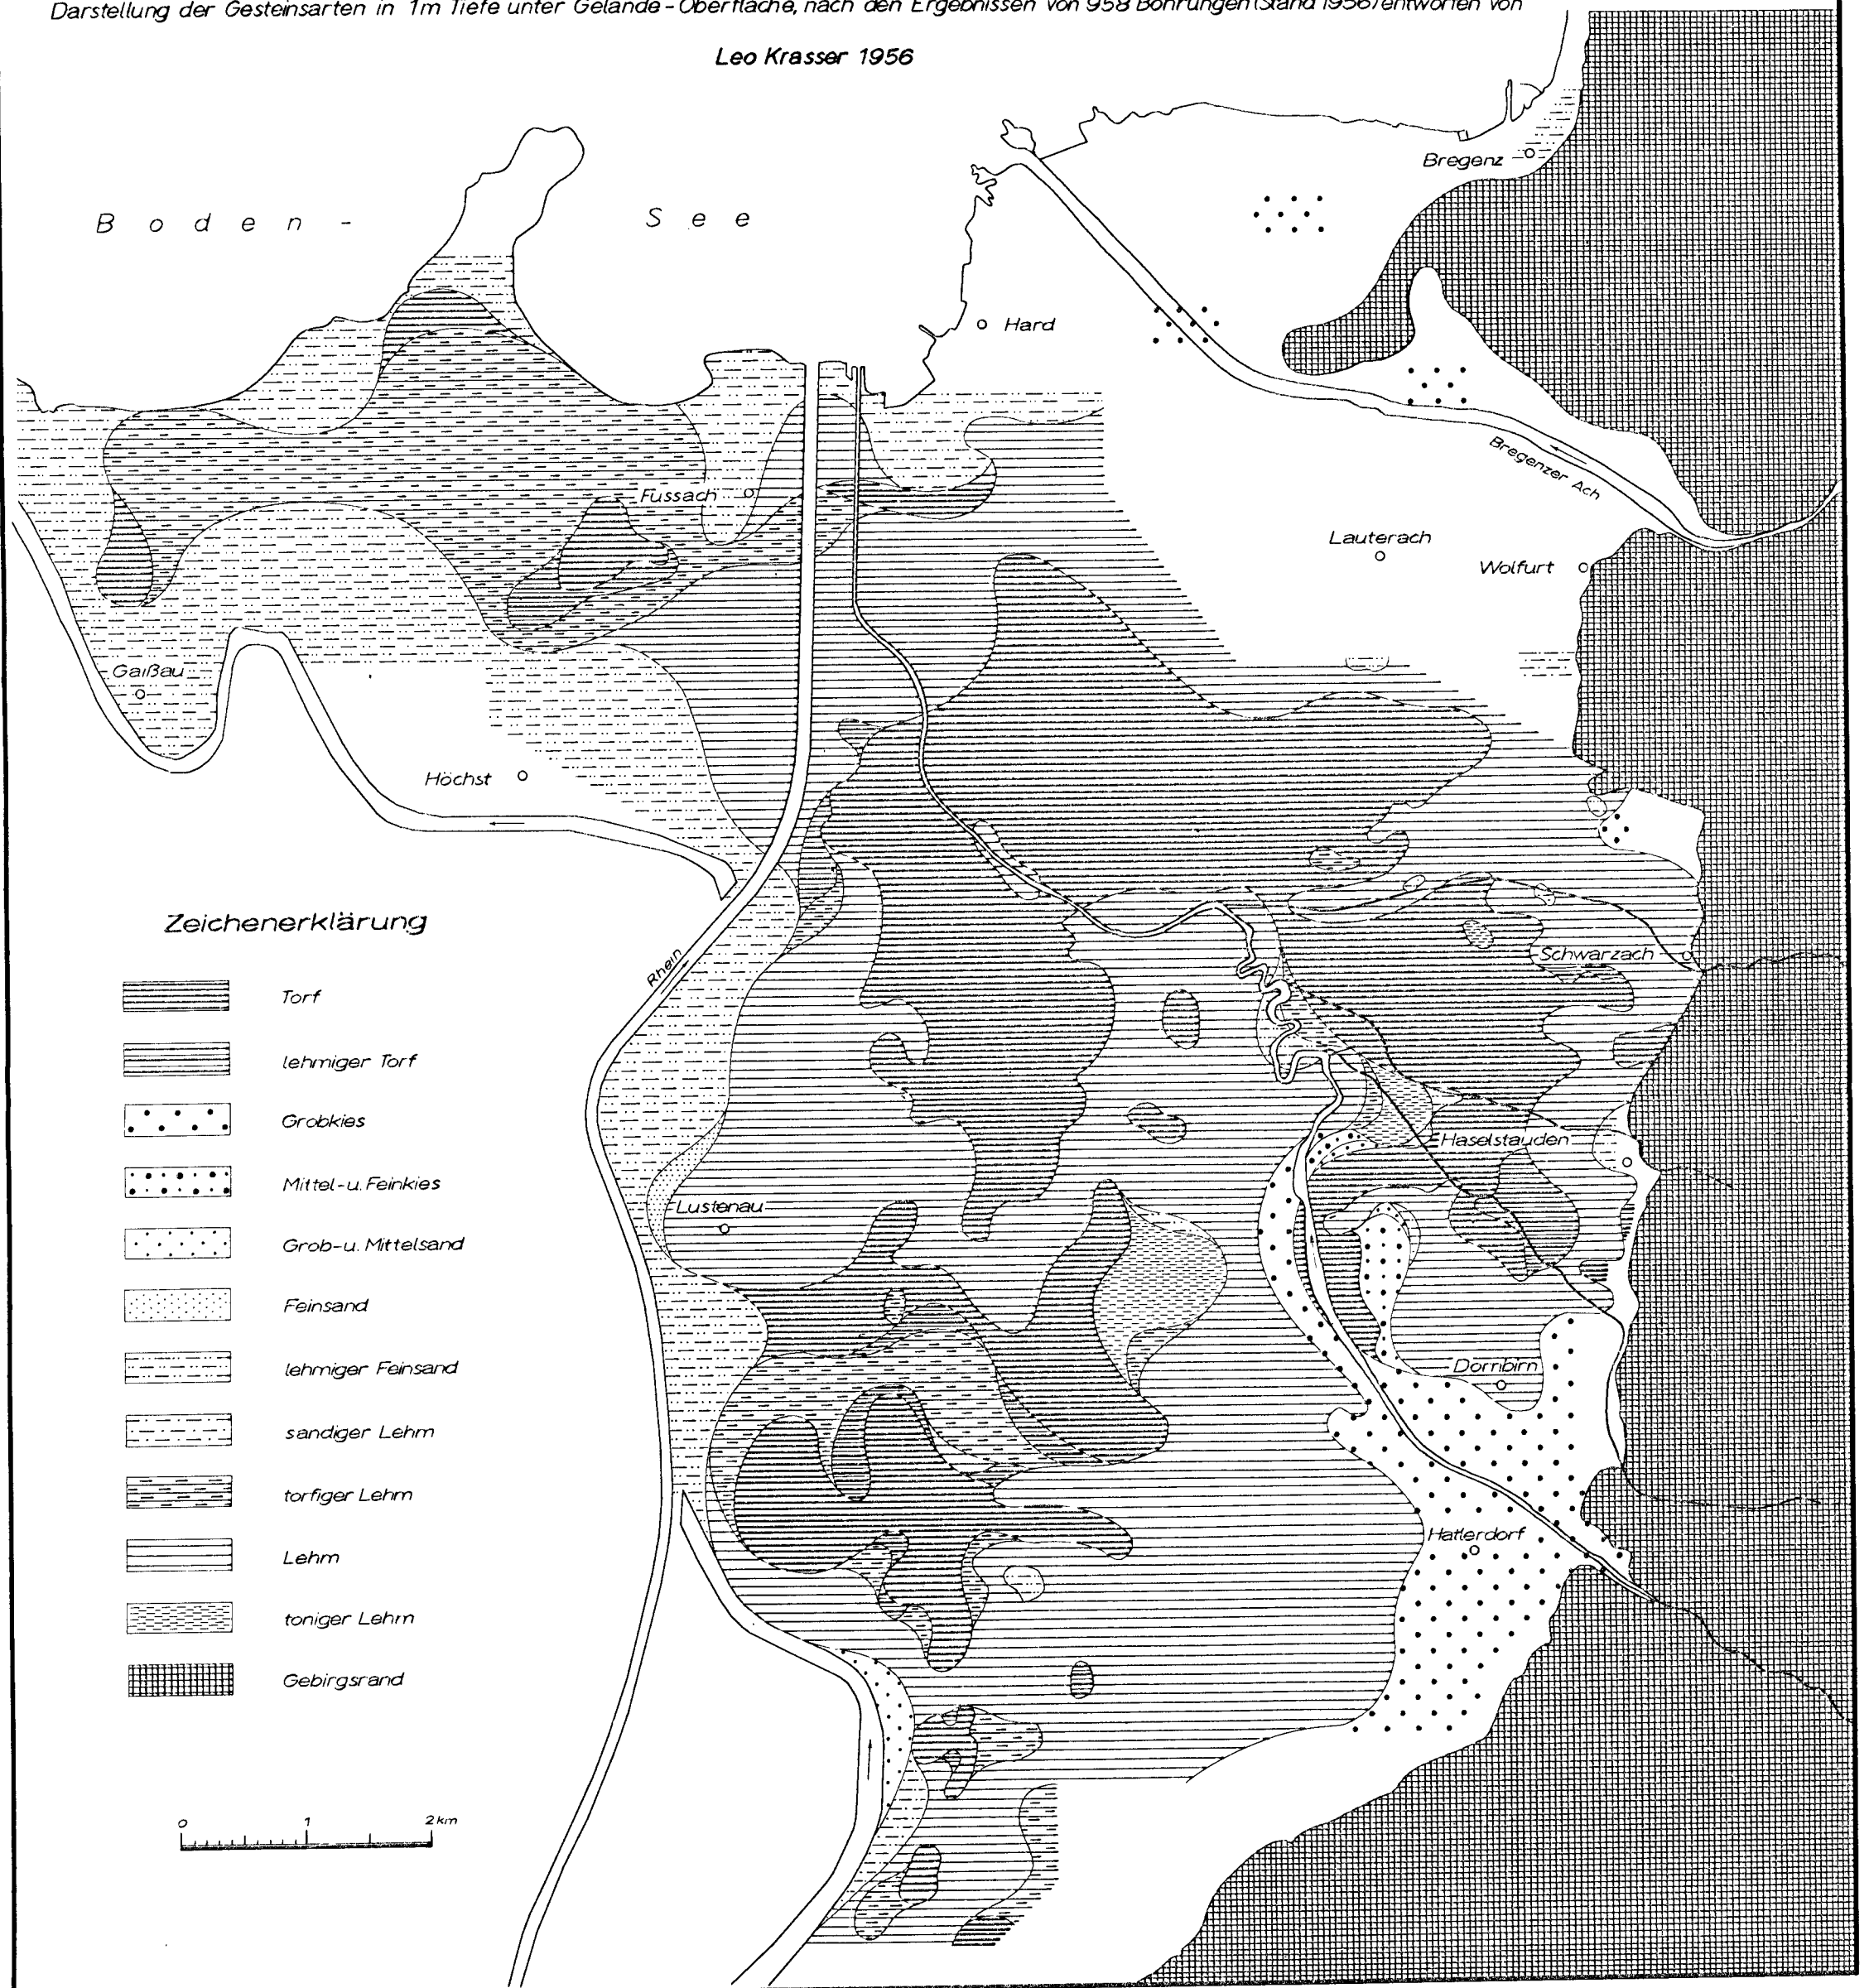 Darstellung der Gesteinsarten in 1m Tiefe unter Gelände-Oberfläche, nach den Ergebnissen von 958 Bohrungen (Stand 1956) entworfen von
Leo Krasser 1956
Boden-
See
Bregenz
Hard
Bregenzer Ach
Fussach
Lauterach
Wolfurt
Gaißau
Höchst
Rhein
Schwarzach
Haselstauden
Lustenau
Dornbirn
Hatlerdorf
Zeichenerklärung
Torf
lehmiger Torf
Grobkies
Mittel-u. Feinkies
Grob-u. Mittelsand
Feinsand
lehmiger Feinsand
sandiger Lehm
torfiger Lehm
Lehm
toniger Lehm
Gebirgsrand
0 1 2 km